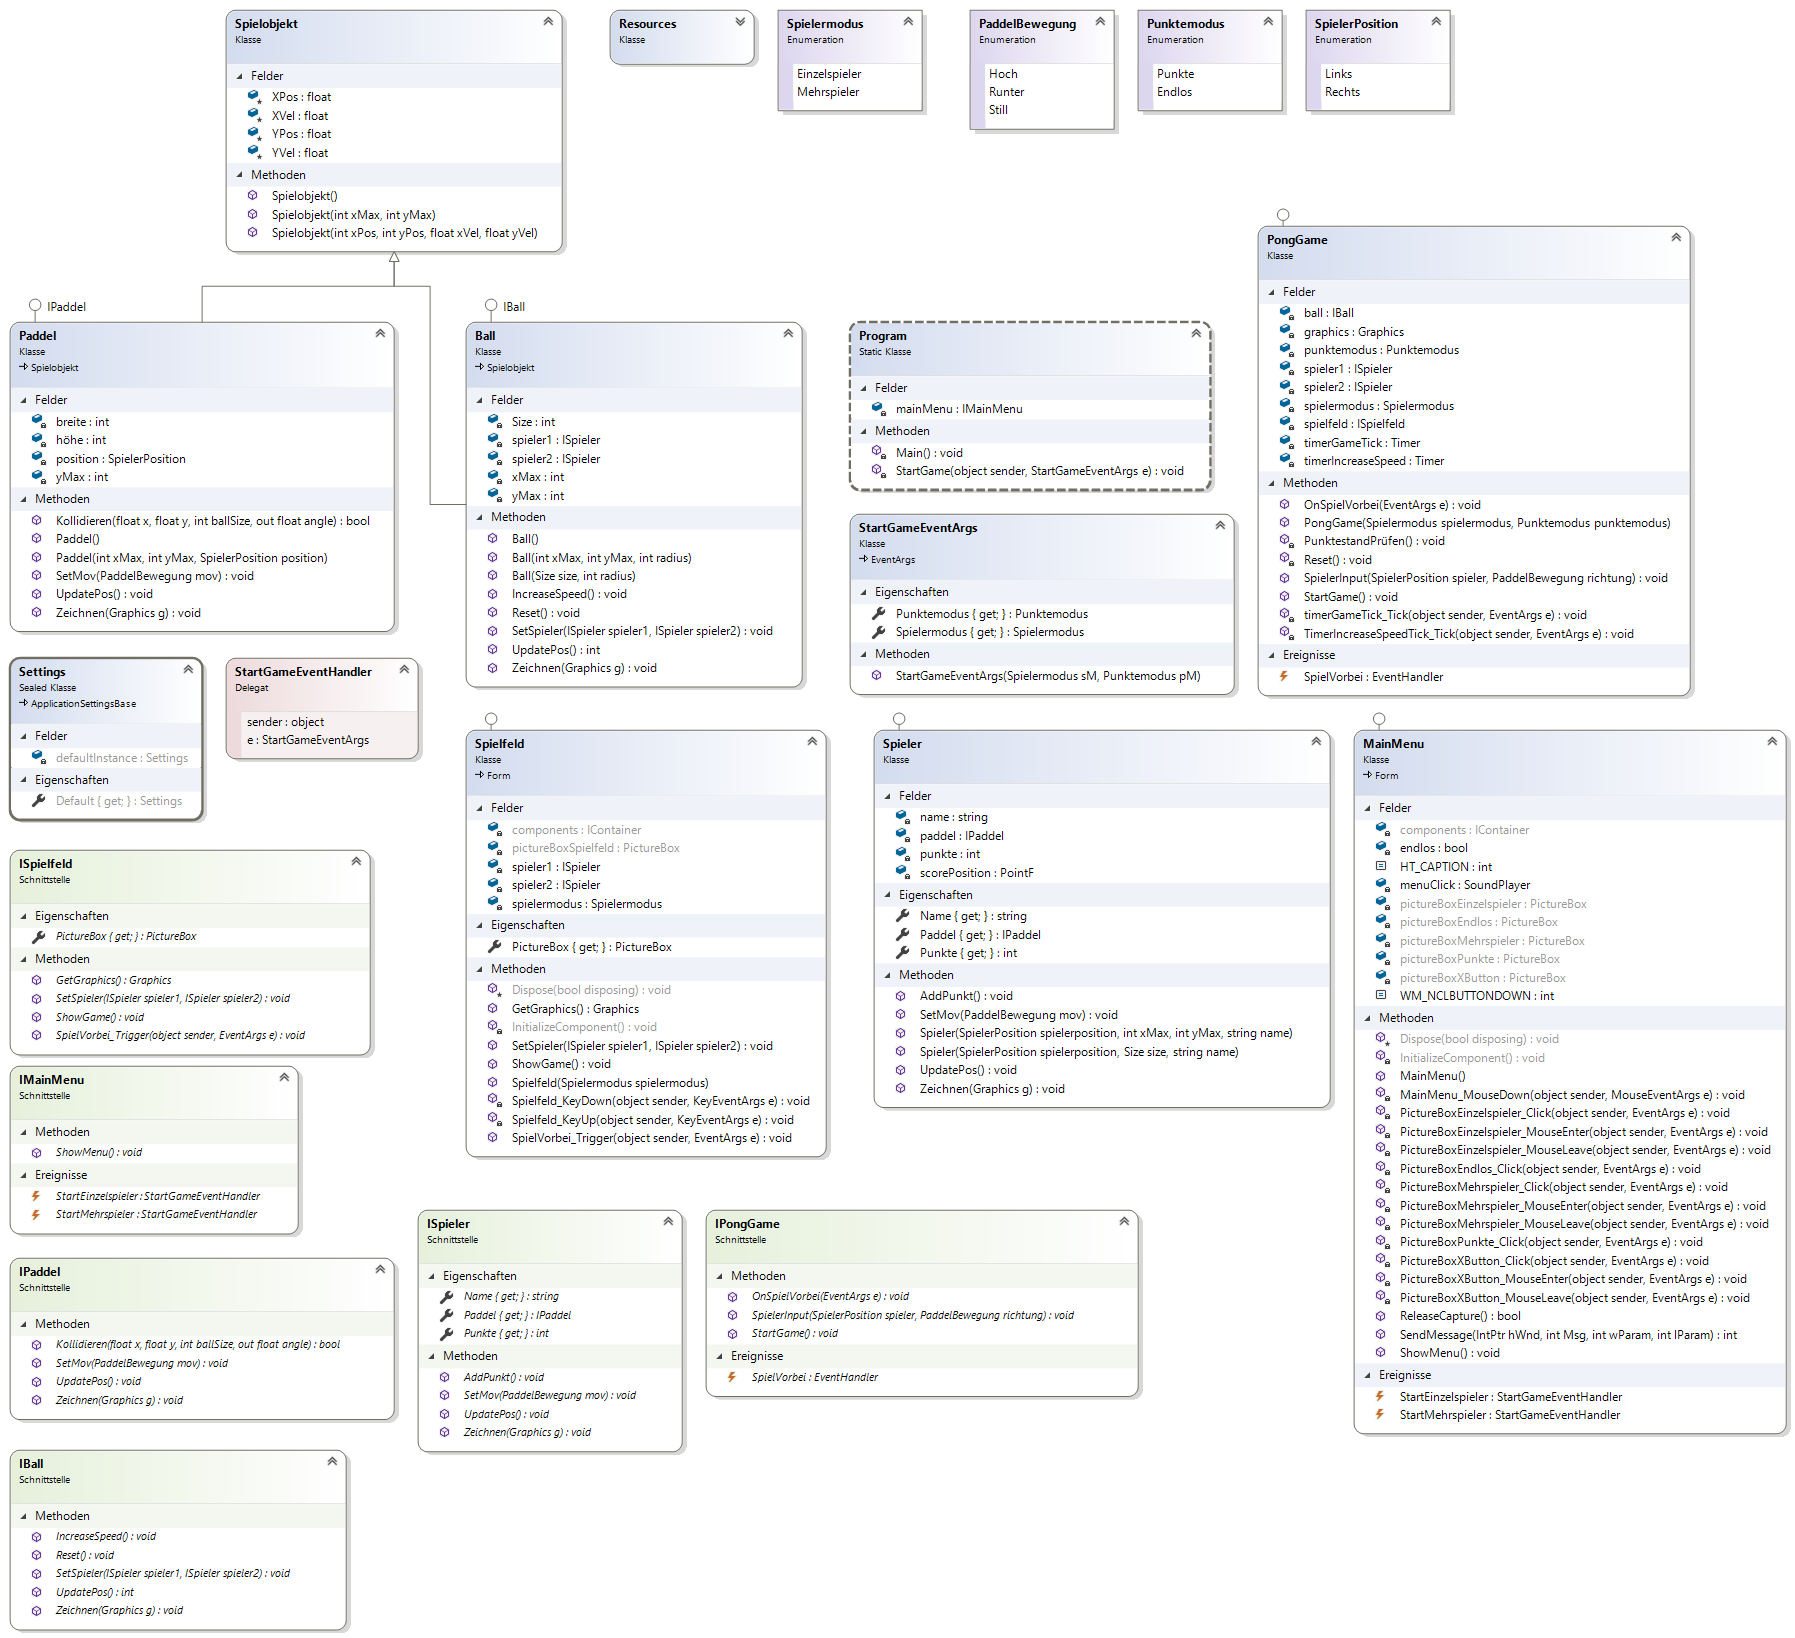 Spielobjekt
Klasse
Felder
XPos : float
XVel : float
YPos : float
YVel : float
Methoden
Spielobjekt()
Spielobjekt(int xMax, int yMax)
Spielobjekt(int xPos, int yPos, float xVel, float yVel)
Resources
Klasse
Spielermodus
Enumeration
Einzelspieler
Mehrspieler
PaddelBewegung
Enumeration
Hoch
Runter
Still
Punktemodus
Enumeration
Punkte
Endlos
SpielerPosition
Enumeration
Links
Rechts
IPaddel
Paddel
Klasse
Spielobjekt
Felder
breite : int
höhe : int
position : SpielerPosition
yMax : int
Methoden
Kollidieren(float x, float y, int ballSize, out float angle) : bool
Paddel()
Paddel(int xMax, int yMax, SpielerPosition position)
SetMov(PaddelBewegung mov) : void
UpdatePos() : void
Zeichnen(Graphics g) : void
IBall
Ball
Klasse
Spielobjekt
Felder
Size : int
spieler1 : ISpieler
spieler2 : ISpieler
xMax : int
yMax : int
Methoden
Ball()
Ball(int xMax, int yMax, int radius)
Ball(Size size, int radius)
IncreaseSpeed() : void
Reset() : void
SetSpieler(ISpieler spieler1, ISpieler spieler2) : void
UpdatePos() : int
Zeichnen(Graphics g) : void
Program
Static Klasse
Felder
mainMenu : IMainMenu
Methoden
Main() : void
StartGame(object sender, StartGameEventArgs e) : void
StartGameEventArgs
Klasse
EventArgs
Eigenschaften
Punktemodus { get; } : Punktemodus
Spielermodus { get; } : Spielermodus
Methoden
StartGameEventArgs(Spielermodus sM, Punktemodus pM)
PongGame
Klasse
Felder
ball : IBall
graphics : Graphics
punktemodus : Punktemodus
spieler1 : ISpieler
spieler2 : ISpieler
spielermodus : Spielermodus
spielfeld : ISpielfeld
timerGameTick : Timer
timerIncreaseSpeed : Timer
Methoden
OnSpielVorbei(EventArgs e) : void
PongGame(Spielermodus spielermodus, Punktemodus punktemodus)
PunktestandPrüfen() : void
Reset() : void
SpielerInput(SpielerPosition spieler, PaddelBewegung richtung) : void
StartGame() : void
timerGameTick_Tick(object sender, EventArgs e) : void
TimerIncreaseSpeedTick_Tick(object sender, EventArgs e) : void
Ereignisse
SpielVorbei : EventHandler
Settings
Sealed Klasse
ApplicationSettingsBase
Felder
defaultInstance : Settings
Eigenschaften
Default { get; } : Settings
StartGameEventHandler
Delegat
sender : object
e : StartGameEventArgs
Spielfeld
Klasse
Form
Felder
components : IContainer
pictureBoxSpielfeld : PictureBox
spieler1 : ISpieler
spieler2 : ISpieler
spielermodus : Spielermodus
Eigenschaften
PictureBox { get; } : PictureBox
Methoden
Dispose(bool disposing) : void
GetGraphics() : Graphics
InitializeComponent() : void
SetSpieler(ISpieler spieler1, ISpieler spieler2) : void
ShowGame() : void
Spielfeld(Spielermodus spielermodus)
Spielfeld_KeyDown(object sender, KeyEventArgs e) : void
Spielfeld_KeyUp(object sender, KeyEventArgs e) : void
SpielVorbei_Trigger(object sender, EventArgs e) : void
Spieler
Klasse
Felder
name : string
paddel : IPaddel
punkte : int
scorePosition : PointF
Eigenschaften
Name { get; } : string
Paddel { get; } : IPaddel
Punkte { get; } : int
Methoden
AddPunkt() : void
SetMov(PaddelBewegung mov) : void
Spieler(SpielerPosition spielerposition, int xMax, int yMax, string name)
Spieler(SpielerPosition spielerposition, Size size, string name)
UpdatePos() : void
Zeichnen(Graphics g) : void
MainMenu
Klasse
Form
Felder
components : IContainer
endlos : bool
HT_CAPTION : int
menuClick : SoundPlayer
pictureBoxEinzelspieler : PictureBox
pictureBoxEndlos : PictureBox
pictureBoxMehrspieler : PictureBox
pictureBoxPunkte : PictureBox
pictureBoxXButton : PictureBox
WM_NCLBUTTONDOWN : int
Methoden
Dispose(bool disposing) : void
InitializeComponent() : void
MainMenu()
MainMenu_MouseDown(object sender, MouseEventArgs e) : void
PictureBoxEinzelspieler_Click(object sender, EventArgs e) : void
PictureBoxEinzelspieler_MouseEnter(object sender, EventArgs e) : void
PictureBoxEinzelspieler_MouseLeave(object sender, EventArgs e) : void
PictureBoxEndlos_Click(object sender, EventArgs e) : void
PictureBoxMehrspieler_Click(object sender, EventArgs e) : void
PictureBoxMehrspieler_MouseEnter(object sender, EventArgs e) : void
PictureBoxMehrspieler_MouseLeave(object sender, EventArgs e) : void
PictureBoxPunkte_Click(object sender, EventArgs e) : void
PictureBoxXButton_Click(object sender, EventArgs e) : void
PictureBoxXButton_MouseEnter(object sender, EventArgs e) : void
PictureBoxXButton_MouseLeave(object sender, EventArgs e) : void
ReleaseCapture() : bool
SendMessage(IntPtr hWnd, int Msg, int wParam, int lParam) : int
ShowMenu() : void
Ereignisse
StartEinzelspieler : StartGameEventHandler
StartMehrspieler : StartGameEventHandler
ISpielfeld
Schnittstelle
Eigenschaften
PictureBox { get; } : PictureBox
Methoden
GetGraphics() : Graphics
SetSpieler(ISpieler spieler1, ISpieler spieler2) : void
ShowGame() : void
SpielVorbei_Trigger(object sender, EventArgs e) : void
IMainMenu
Schnittstelle
Methoden
ShowMenu() : void
Ereignisse
StartEinzelspieler : StartGameEventHandler
StartMehrspieler : StartGameEventHandler
IPaddel
Schnittstelle
Methoden
Kollidieren(float x, float y, int ballSize, out float angle) : bool
SetMov(PaddelBewegung mov) : void
UpdatePos() : void
Zeichnen(Graphics g) : void
ISpieler
Schnittstelle
Eigenschaften
Name { get; } : string
Paddel { get; } : IPaddel
Punkte { get; } : int
Methoden
AddPunkt() : void
SetMov(PaddelBewegung mov) : void
UpdatePos() : void
Zeichnen(Graphics g) : void
IPongGame
Schnittstelle
Methoden
OnSpielVorbei(EventArgs e) : void
SpielerInput(SpielerPosition spieler, PaddelBewegung richtung) : void
StartGame() : void
Ereignisse
SpielVorbei : EventHandler
IBall
Schnittstelle
Methoden
IncreaseSpeed() : void
Reset() : void
SetSpieler(ISpieler spieler1, ISpieler spieler2) : void
UpdatePos() : int
Zeichnen(Graphics g) : void